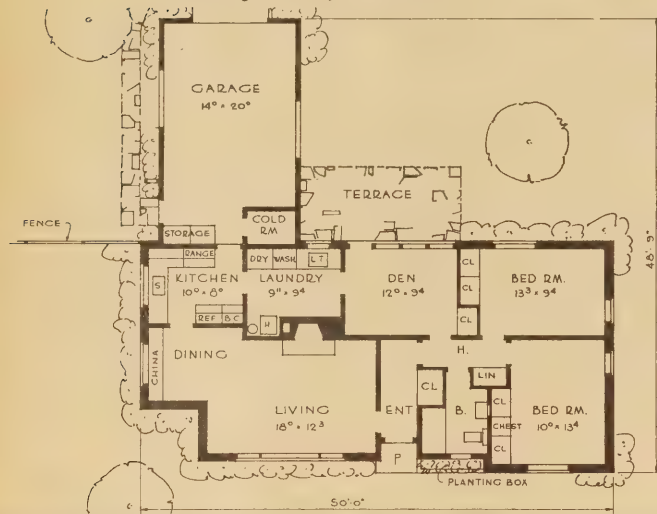 GARAGE
14⁰ × 20⁰
TERRACE
COLD
RM
FENCE
STORAGE
48'-9"
RANGE
DRY WASH. L T
CL
KITCHEN
10⁰ × 8⁰
LAUNDRY
9¹¹ × 9⁴
DEN
12⁰ × 9⁴
BED RM.
13³ × 9⁴
S
CL
REF B.C
H
CL
DINING
H.
CHINA
LIN
CL
CL
LIVING
18⁰ × 12³
ENT
B.
CHEST
BED RM.
10⁰ × 13⁴
P
CL
PLANTING BOX
50'-0"